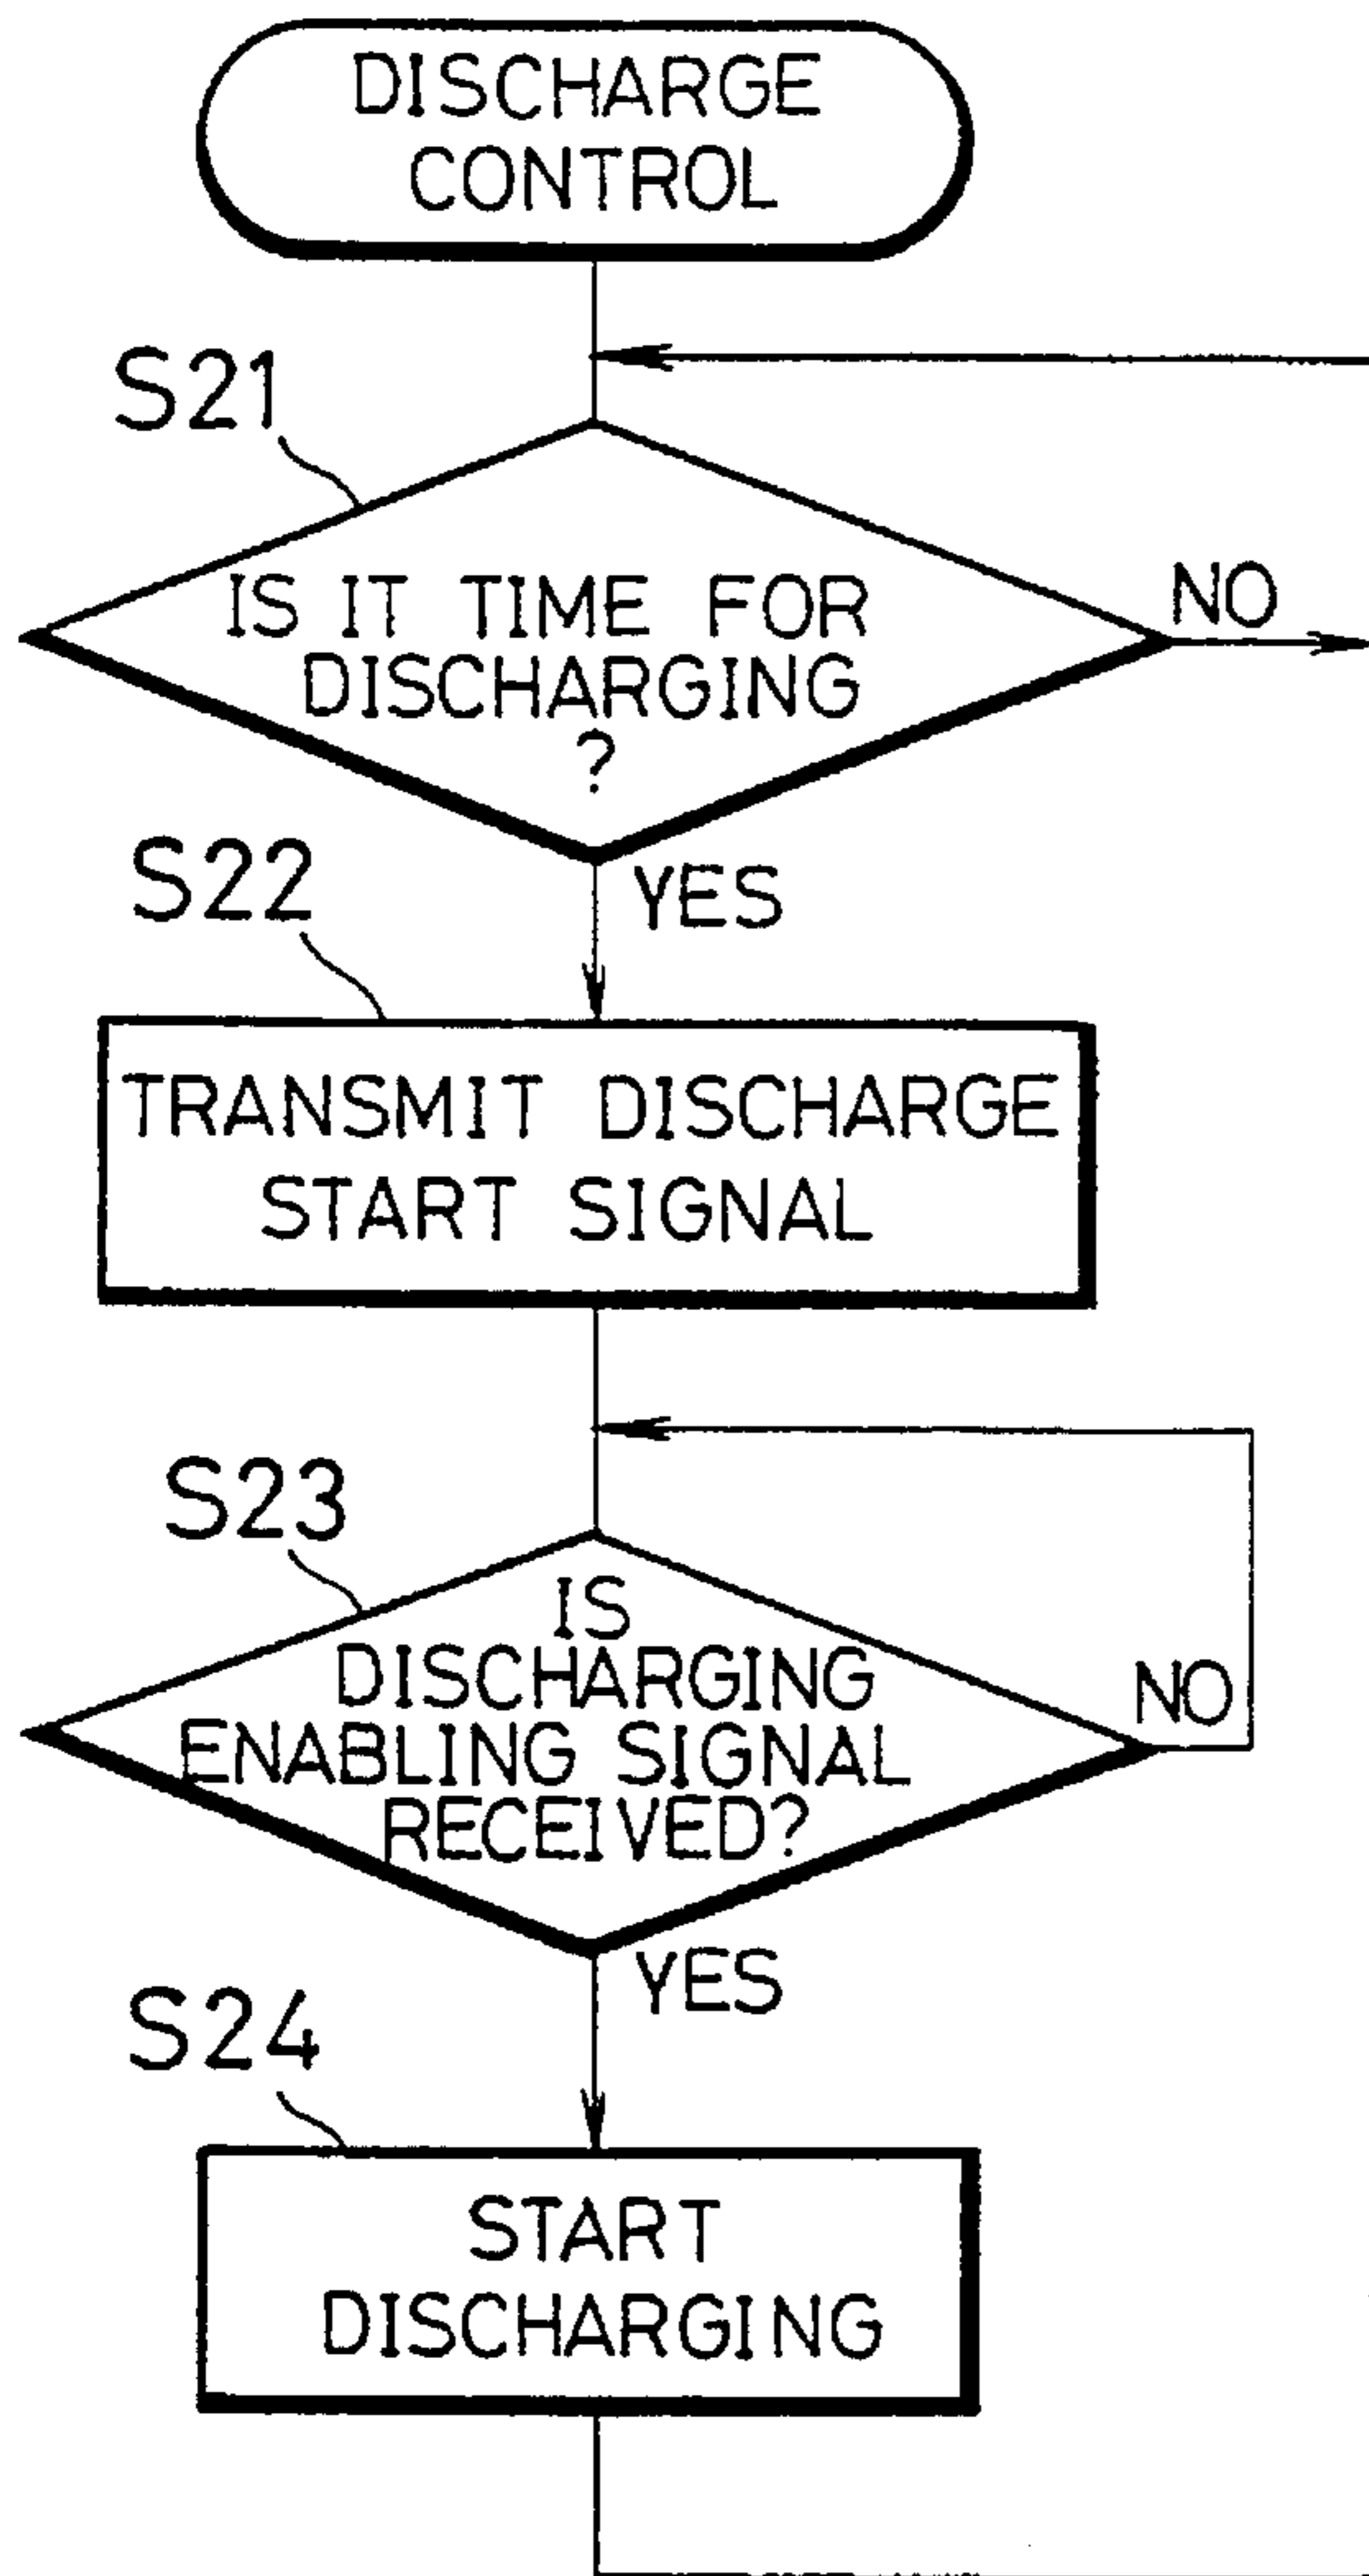 DISCHARGE
CONTROL
S21
IS IT TIME FOR
DISCHARGING
?
NO
YES
S22
TRANSMIT DISCHARGE
START SIGNAL
S23
IS
DISCHARGING
ENABLING SIGNAL
RECEIVED?
NO
YES
S24
START
DISCHARGING